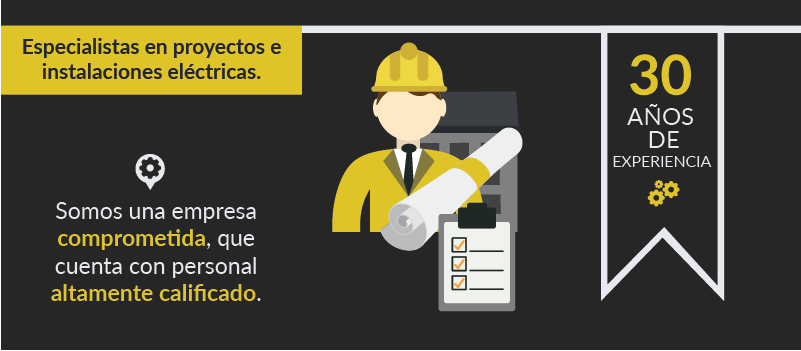 Especialistas en proyectos e
instalaciones eléctricas.
Somos una empresa
comprometida, que
cuenta con personal
altamente calificado.
30
AÑOS
DE
EXPERIENCIA